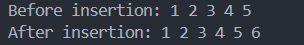 Before insertion: 1 2 3 4 5
After insertion: 1 2 3 4 5 6